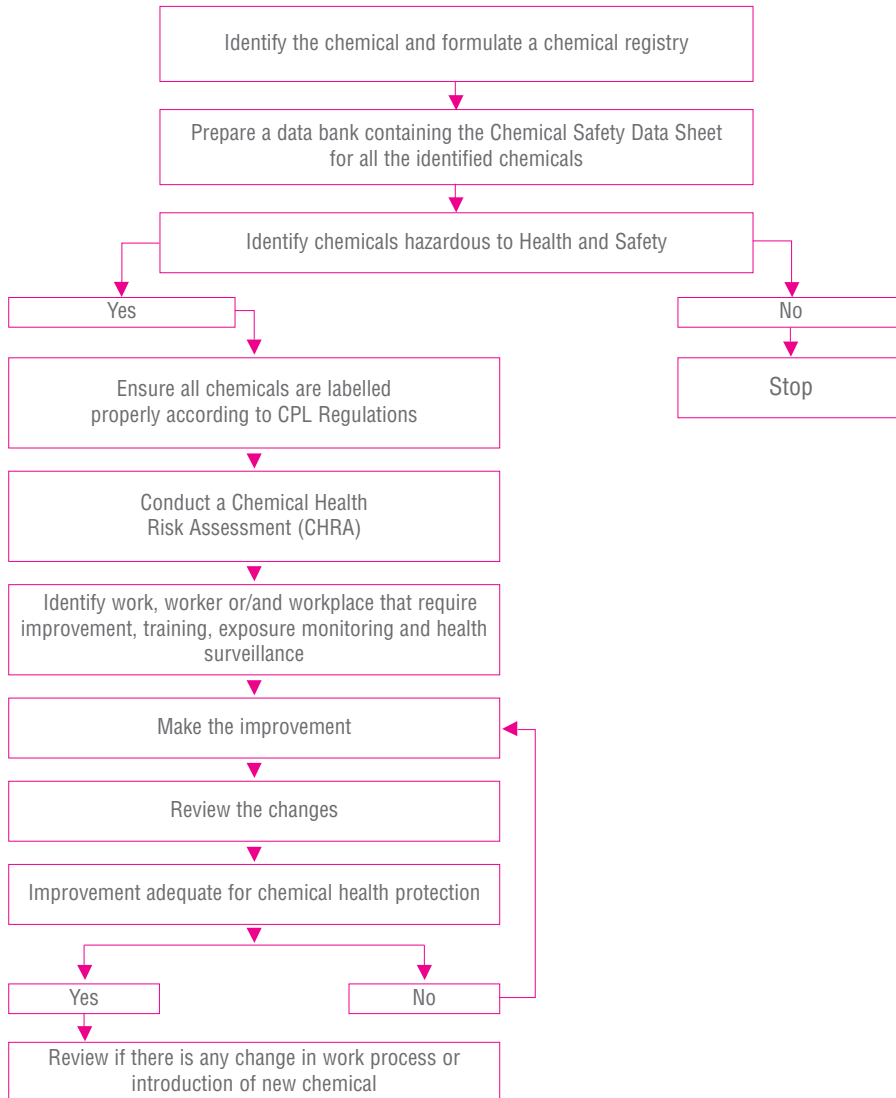 Identify the chemical and formulate a chemical registry
Prepare a data bank containing the Chemical Safety Data Sheet
for all the identified chemicals
Identify chemicals hazardous to Health and Safety
Yes
No
Ensure all chemicals are labelled
properly according to CPL Regulations
Stop
Conduct a Chemical Health
Risk Assessment (CHRA)
Identify work, worker or/and workplace that require
improvement, training, exposure monitoring and health
surveillance
Make the improvement
Review the changes
Improvement adequate for chemical health protection
Yes
No
Review if there is any change in work process or
introduction of new chemical